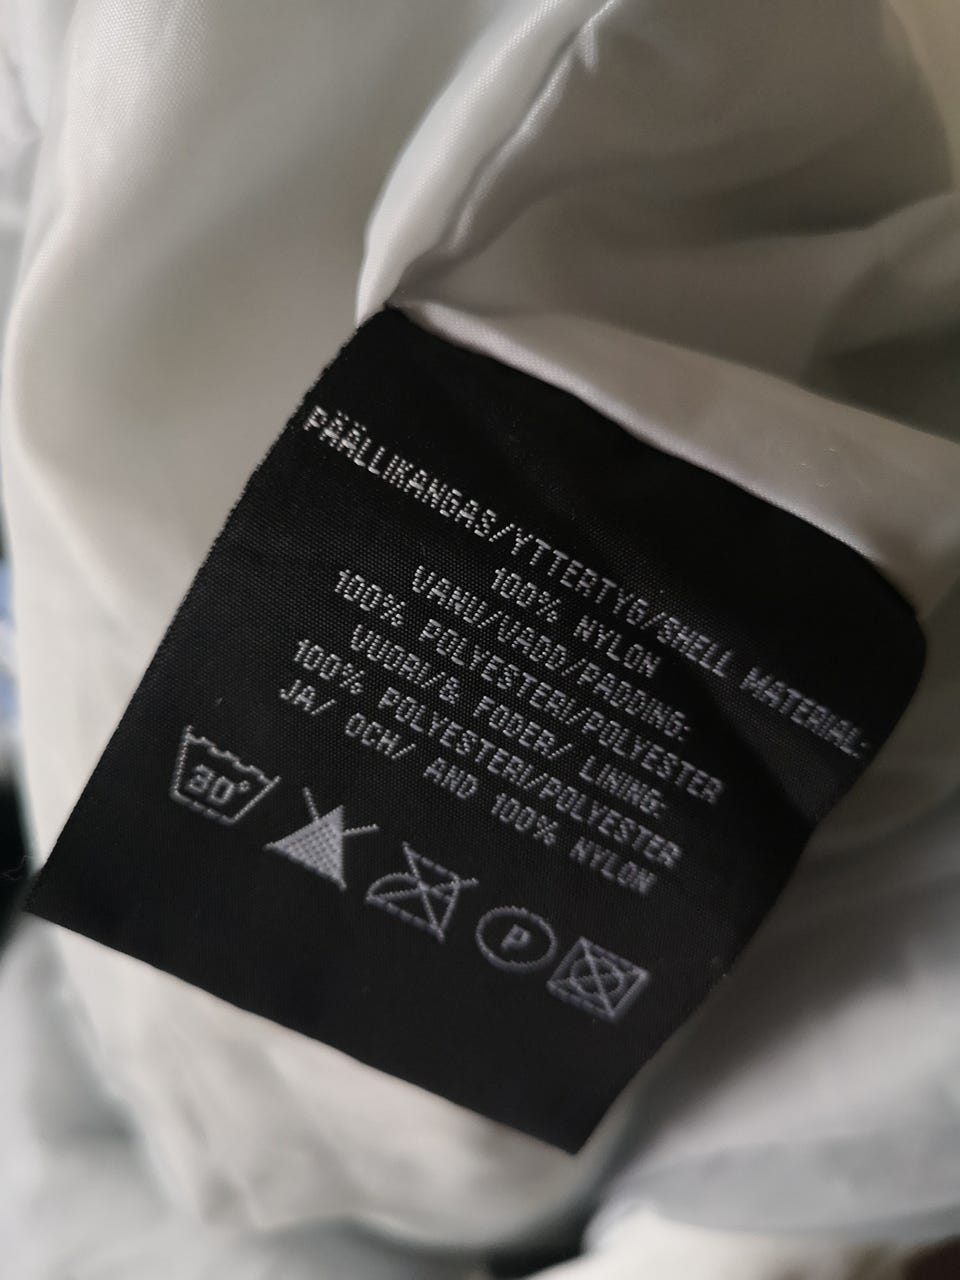 PÄÄLLIKANGAS/YTTERTYG/SHELL MATERIAL:
100% NYLON
VANU/VADD/PADDING:
100% POLYESTERI/POLYESTER
VUORI/& FODER/ LINING:
100% POLYESTERI/POLYESTER
JA/ OCH/ AND 100% NYLON
30°
P